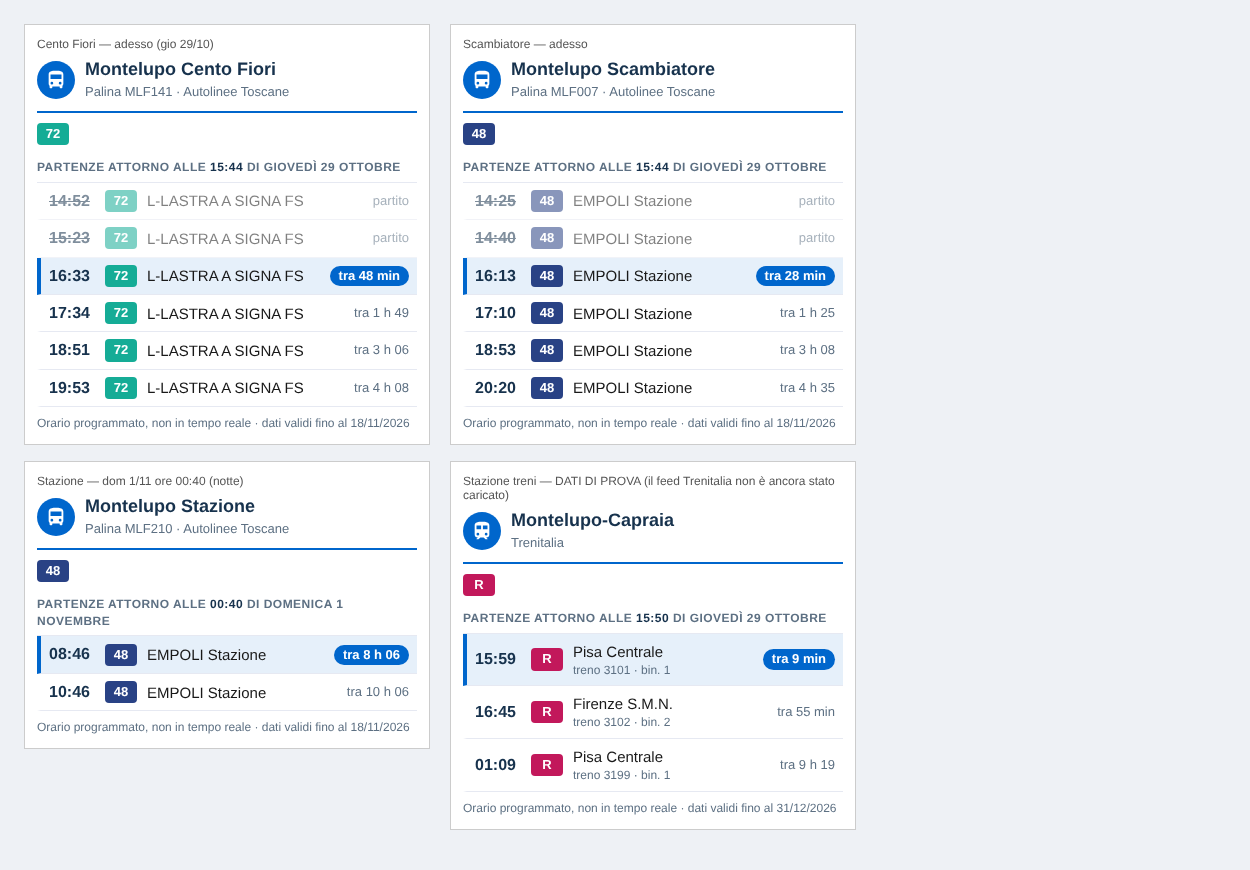 Cento Fiori — adesso (gio 29/10)
Montelupo Cento Fiori
Palina MLF141 · Autolinee Toscane
72
PARTENZE ATTORNO ALLE 15:44 DI GIOVEDÌ 29 OTTOBRE
14:52 72 L-LASTRA A SIGNA FS partito
15:23 72 L-LASTRA A SIGNA FS partito
16:33 72 L-LASTRA A SIGNA FS tra 48 min
17:34 72 L-LASTRA A SIGNA FS tra 1 h 49
18:51 72 L-LASTRA A SIGNA FS tra 3 h 06
19:53 72 L-LASTRA A SIGNA FS tra 4 h 08
Orario programmato, non in tempo reale · dati validi fino al 18/11/2026
Scambiatore — adesso
Montelupo Scambiatore
Palina MLF007 · Autolinee Toscane
48
PARTENZE ATTORNO ALLE 15:44 DI GIOVEDÌ 29 OTTOBRE
14:25 48 EMPOLI Stazione partito
14:40 48 EMPOLI Stazione partito
16:13 48 EMPOLI Stazione tra 28 min
17:10 48 EMPOLI Stazione tra 1 h 25
18:53 48 EMPOLI Stazione tra 3 h 08
20:20 48 EMPOLI Stazione tra 4 h 35
Orario programmato, non in tempo reale · dati validi fino al 18/11/2026
Stazione — dom 1/11 ore 00:40 (notte)
Montelupo Stazione
Palina MLF210 · Autolinee Toscane
48
PARTENZE ATTORNO ALLE 00:40 DI DOMENICA 1
NOVEMBRE
08:46 48 EMPOLI Stazione tra 8 h 06
10:46 48 EMPOLI Stazione tra 10 h 06
Orario programmato, non in tempo reale · dati validi fino al 18/11/2026
Stazione treni — DATI DI PROVA (il feed Trenitalia non è ancora stato
caricato)
Montelupo-Capraia
Trenitalia
R
PARTENZE ATTORNO ALLE 15:50 DI GIOVEDÌ 29 OTTOBRE
15:59 R Pisa Centrale tra 9 min
treno 3101 · bin. 1
16:45 R Firenze S.M.N. tra 55 min
treno 3102 · bin. 2
01:09 R Pisa Centrale tra 9 h 19
treno 3199 · bin. 1
Orario programmato, non in tempo reale · dati validi fino al 31/12/2026